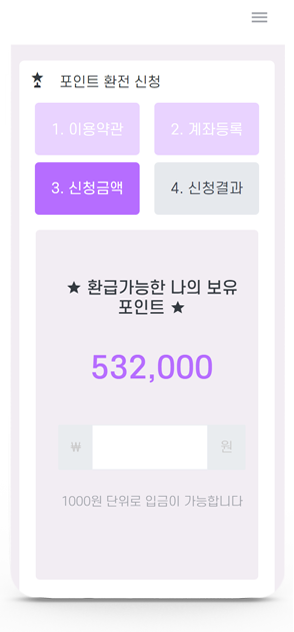 포인트 환전 신청
1. 이용약관
2. 계좌등록
3. 신청금액
4. 신청결과
★ 환급가능한 나의 보유
포인트 ★
532,000
₩ 원
1000원 단위로 입금이 가능합니다